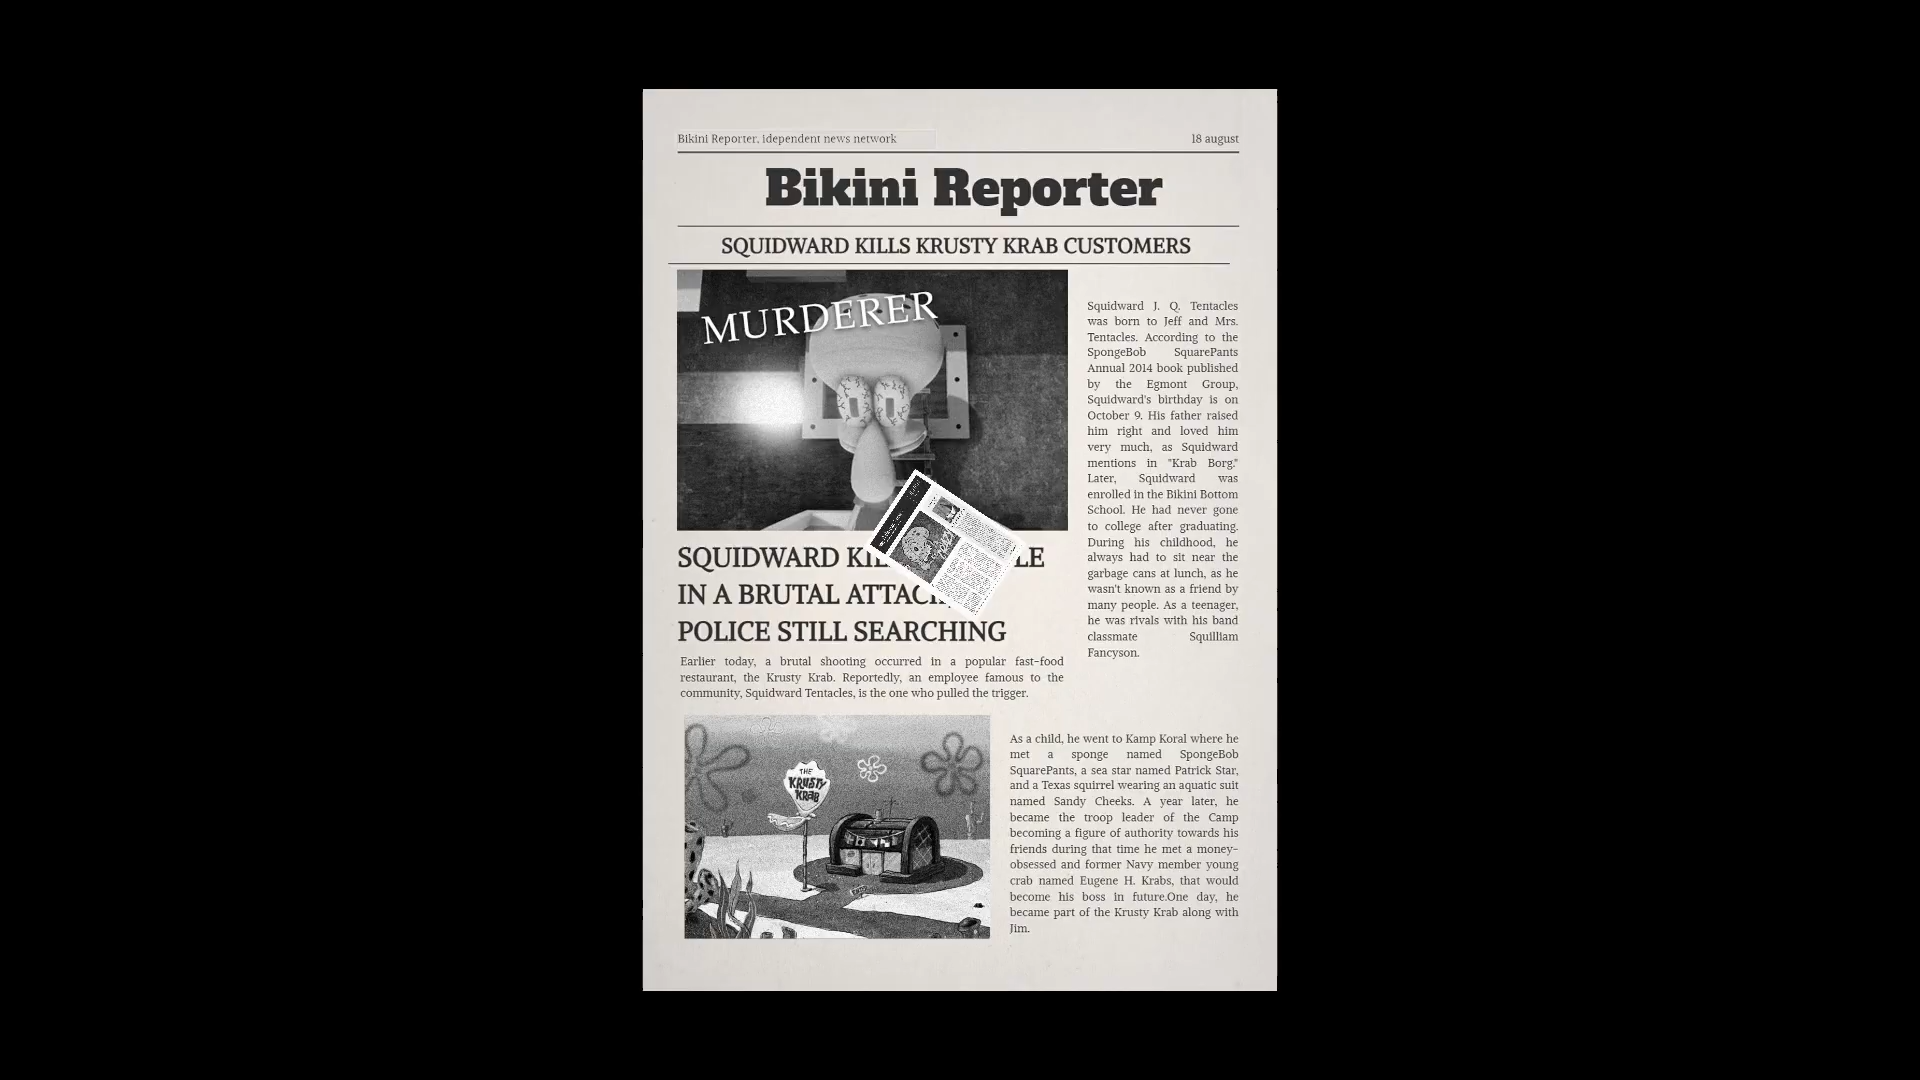 Bikini Reporter, idependent news network
18 august
Bikini Reporter
SQUIDWARD KILLS KRUSTY KRAB CUSTOMERS
MURDERER
Squidward J. Q. Tentacles
was born to Jeff and Mrs.
Tentacles. According to the
SpongeBob SquarePants
Annual 2014 book published
by the Egmont Group,
Squidward's birthday is on
October 9. His father raised
him right and loved him
very much, as Squidward
mentions in "Krab Borg."
Later, Squidward was
enrolled in the Bikini Bottom
School. He had never gone
to college after graduating.
During his childhood, he
always had to sit near the
garbage cans at lunch, as he
wasn't known as a friend by
many people. As a teenager,
he was rivals with his band
classmate Squilliam
Fancyson.
SQUIDWARD
IN A BRUTAL
POLICE STILL SEARCHING
Earlier today, a brutal shooting occurred in a popular fast-food
restaurant, the Krusty Krab. Reportedly, an employee famous to the
community, Squidward Tentacles, is the one who pulled the trigger.
THE
KRUSTY
KRAB
As a child, he went to Kamp Koral where he
met a sponge named SpongeBob
SquarePants, a sea star named Patrick Star,
and a Texas squirrel wearing an aquatic suit
named Sandy Cheeks. A year later, he
became the troop leader of the Camp
becoming a figure of authority towards his
friends during that time he met a money-
obsessed and former Navy member young
crab named Eugene H. Krabs, that would
become his boss in future.One day, he
became part of the Krusty Krab along with
Jim.